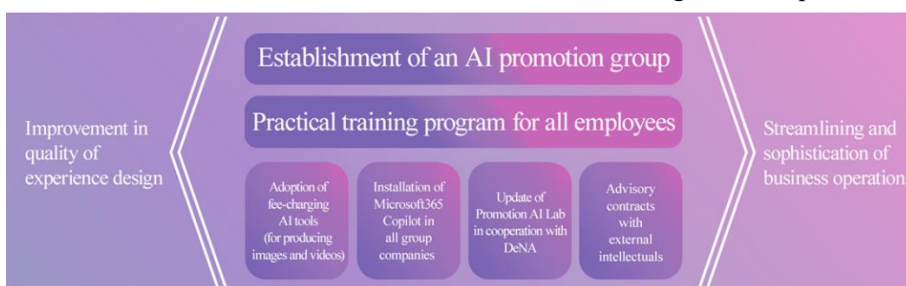 Establishment of an AI promotion group
Practical training program for all employees
Improvement in
quality of
experience design
Adoption of
fee-charging
AI tools
(for producing
images and videos)
Installation of
Microsoft365
Copilot in
all group
companies
Update of
Promotion AI Lab
in cooperation with
DeNA
Advisory
contracts
with
external
intellectuals
Streamlining and
sophistication of
business operation